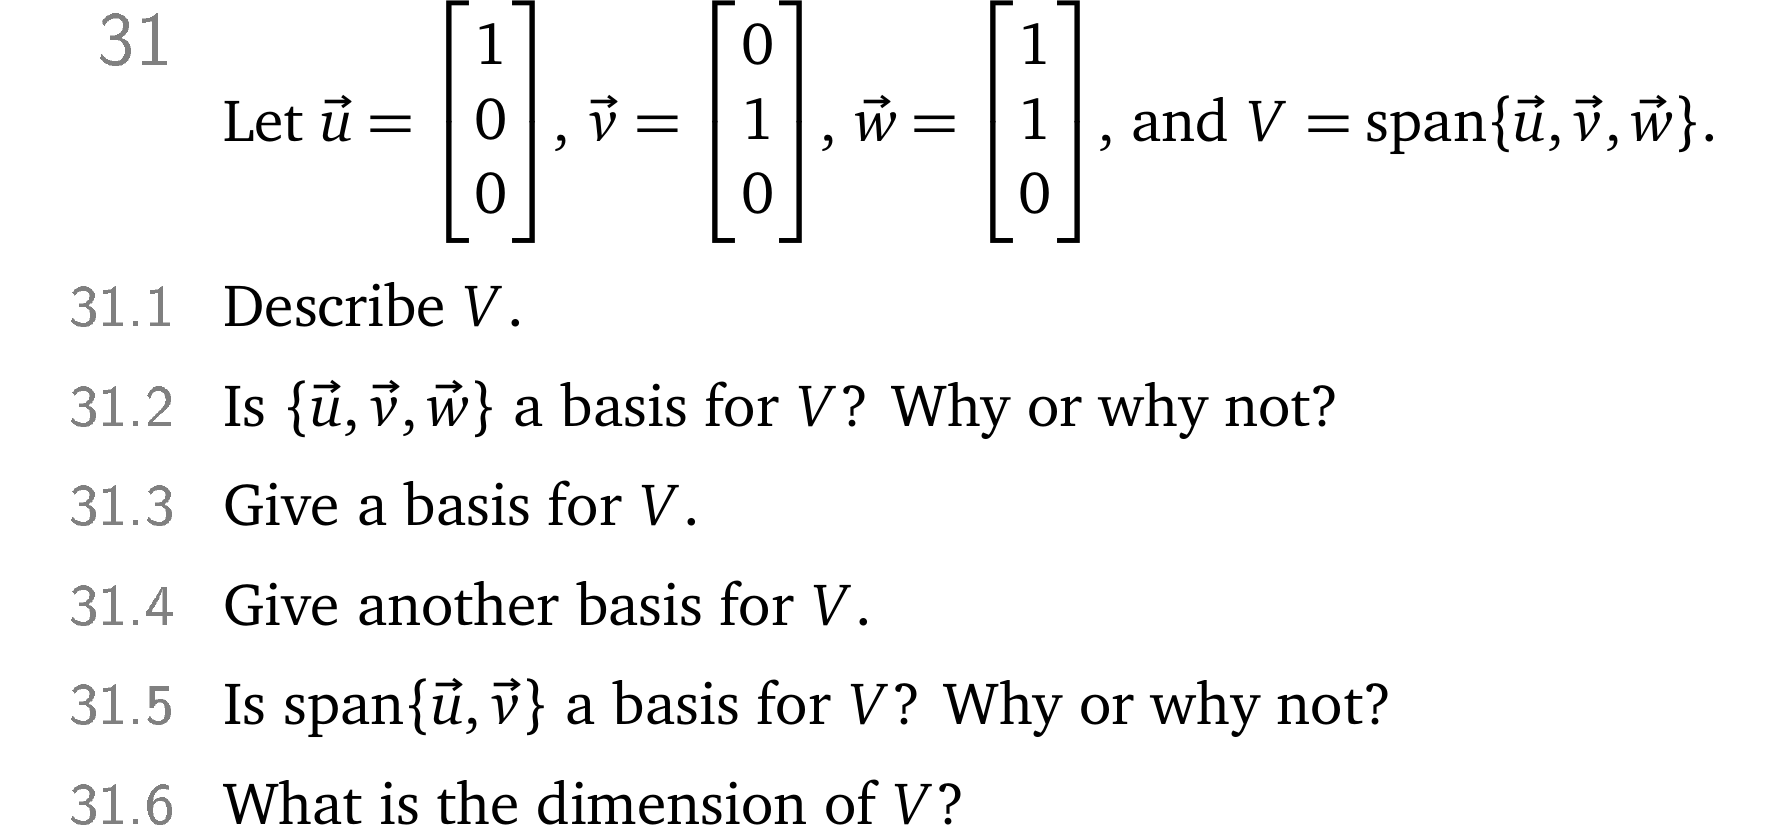 31
Let $\vec{u} = \begin{bmatrix} 1 \\ 0 \\ 0 \end{bmatrix}$, $\vec{v} = \begin{bmatrix} 0 \\ 1 \\ 0 \end{bmatrix}$, $\vec{w} = \begin{bmatrix} 1 \\ 1 \\ 0 \end{bmatrix}$, and $V = \text{span}\{\vec{u}, \vec{v}, \vec{w}\}$.
31.1 Describe $V$.
31.2 Is $\{\vec{u}, \vec{v}, \vec{w}\}$ a basis for $V$? Why or why not?
31.3 Give a basis for $V$.
31.4 Give another basis for $V$.
31.5 Is $\text{span}\{\vec{u}, \vec{v}\}$ a basis for $V$? Why or why not?
31.6 What is the dimension of $V$?